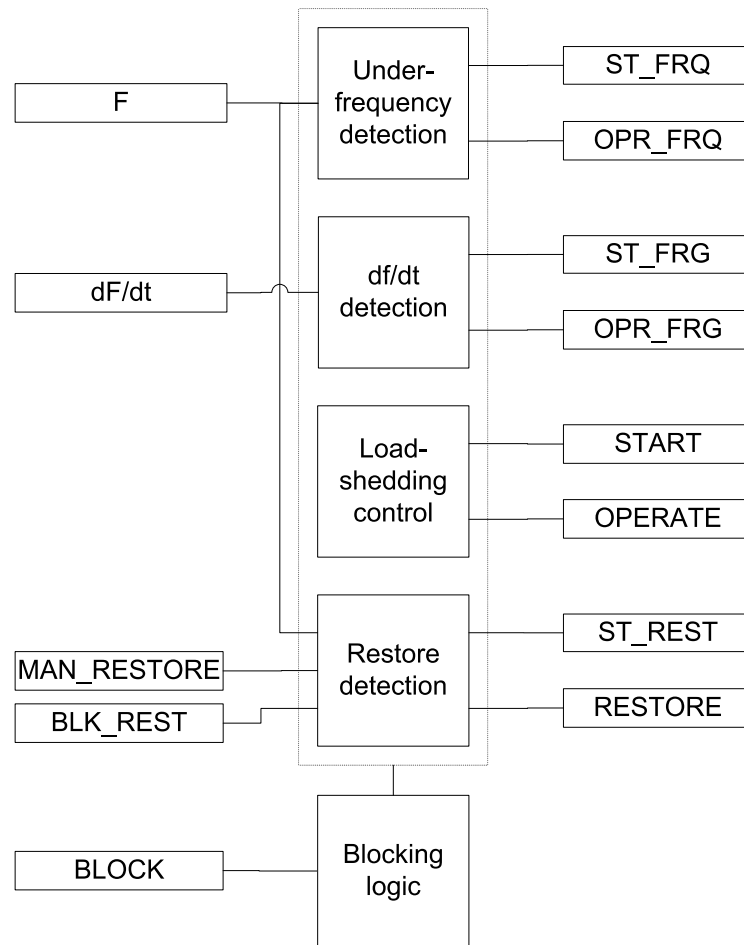 F
dF/dt
MAN_RESTORE
BLK_REST
BLOCK
Under-
frequency
detection
df/dt
detection
Load-
shedding
control
Restore
detection
Blocking
logic
ST_FRQ
OPR_FRQ
ST_FRG
OPR_FRG
START
OPERATE
ST_REST
RESTORE